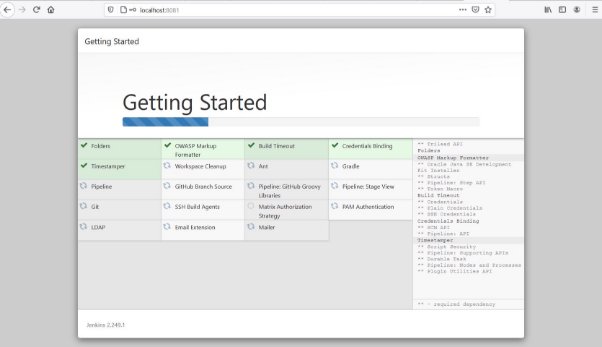 localhost:8081
Getting Started
Getting Started
Folders
OWASP Markup
Formatter
Build Timeout
Credentials Binding
Timestamper
Workspace Cleanup
Ant
Gradle
Pipeline
GitHub Branch Source
Pipeline: GitHub Groovy
Libraries
Pipeline: Stage View
Git
SSH Build Agents
Matrix Authorization
Strategy
PAM Authentication
LDAP
Email Extension
Mailer
** Trilead API
Folders
OWASP Markup Formatter
** Oracle Java SE Development
Kit Installer
** Structs
** Pipeline: Step API
** Token Macro
Build Timeout
** Credentials
** Plain Credentials
** SSH Credentials
Credentials Binding
** SCM API
** Pipeline: API
Timestamper
** Script Security
** Pipeline: Supporting APIs
** Durable Task
** Pipeline: Nodes and Processes
** Plugin Utilities API
** - required dependency
Jenkins 2.249.1